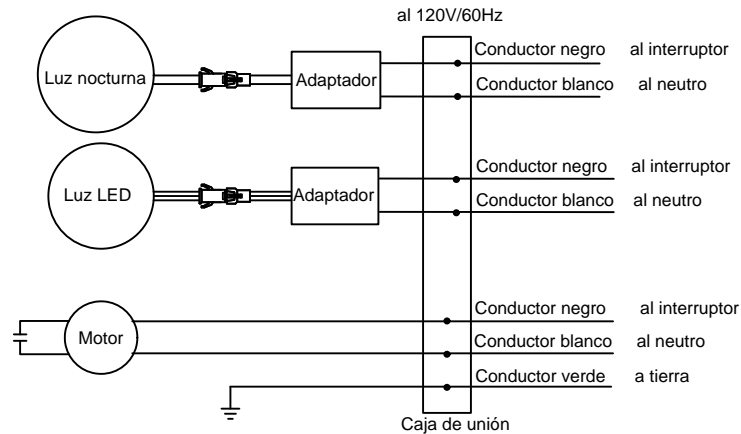 al 120V/60Hz
Conductor negro al interruptor
Luz nocturna
Adaptador
Conductor blanco al neutro
Conductor negro al interruptor
Luz LED
Adaptador
Conductor blanco al neutro
Conductor negro al interruptor
Motor
Conductor blanco al neutro
Conductor verde a tierra
Caja de unión